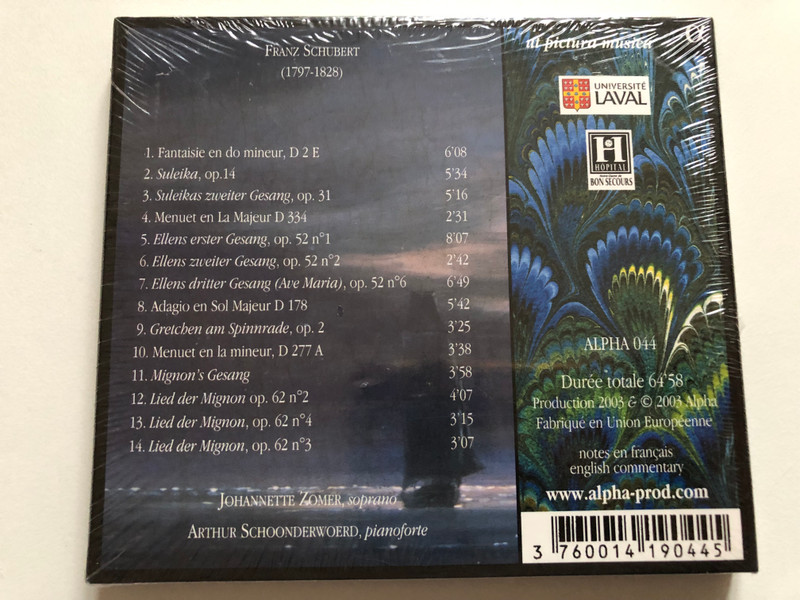 FRANZ SCHUBERT
(1797-1828)
1. Fantaisie en do mineur, D 2 E 6'08
2. Suleika, op.14 5'34
3. Suleikas zweiter Gesang, op. 31 5'16
4. Menuet en La Majeur D 334 2'31
5. Ellens erster Gesang, op. 52 n°1 8'07
6. Ellens zweiter Gesang, op. 52 n°2 2'42
7. Ellens dritter Gesang (Ave Maria), op. 52 n°6 6'49
8. Adagio en Sol Majeur D 178 5'42
9. Gretchen am Spinnrade, op. 2 3'25
10. Menuet en la mineur, D 277 A 3'38
11. Mignon's Gesang 3'58
12. Lied der Mignon op. 62 n°2 4'07
13. Lied der Mignon, op. 62 n°4 3'15
14. Lied der Mignon, op. 62 n°3 3'07
JOHANNETTE ZOMER, soprano
ARTHUR SCHOONDERWOERD, pianoforte
ut pictura musica
UNIVERSITÉ
LAVAL
H
HÔPITAL
BON SECOURS
ALPHA 044
Durée totale 64'58
Production 2003 & © 2003 Alpha
Fabriqué en Union Européenne
notes en français
english commentary
www.alpha-prod.com
3 760014 190445